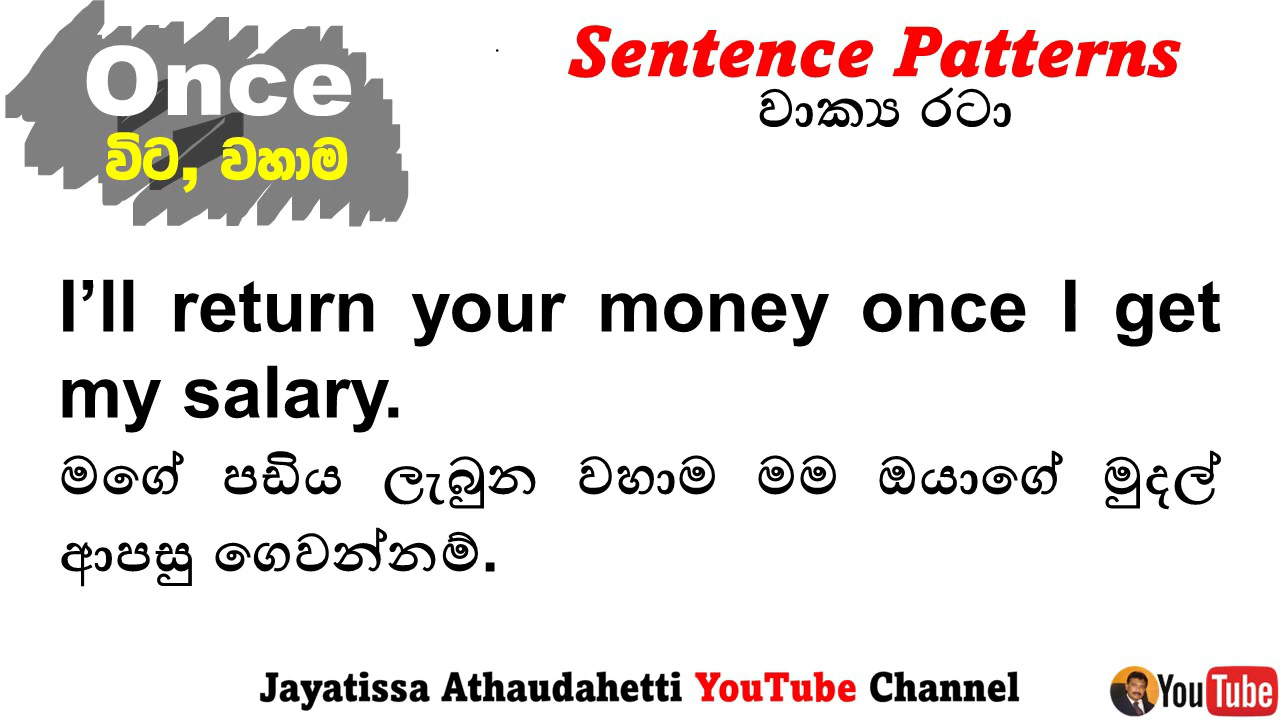 Once
විට, වහාම
Sentence Patterns
වාක්‍ය රටා
I’ll return your money once I get
my salary.
මගේ පඩිය ලැබුන වහාම මම ඔයාගේ මුදල්
ආපසු ගෙවන්නම්.
Jayatissa Athaudahetti YouTube Channel
YouTube